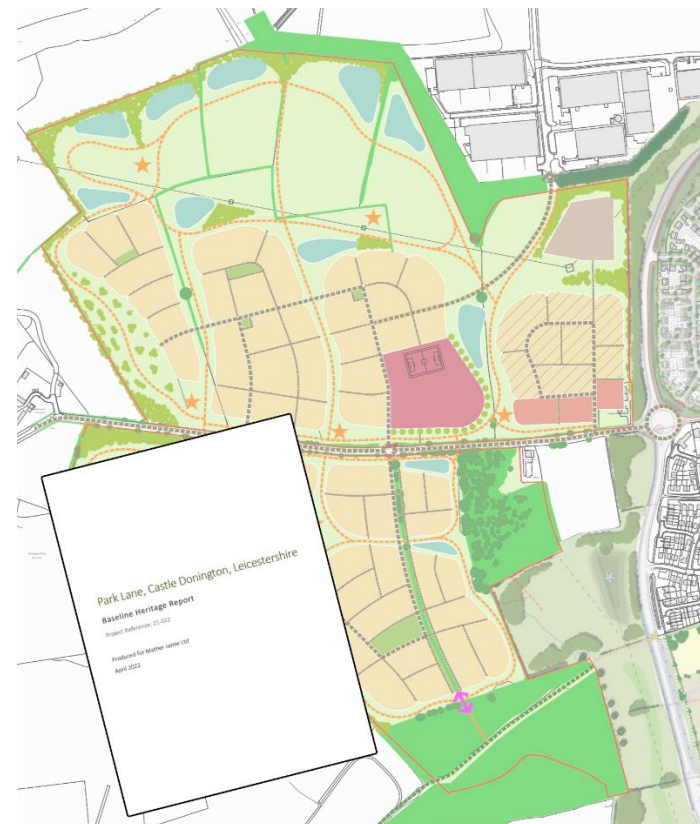 Park Lane, Castle Donington, Leicestershire
Baseline Heritage Report
Project Reference: 21-022
Produced for Mather Jamie Ltd
April 2022